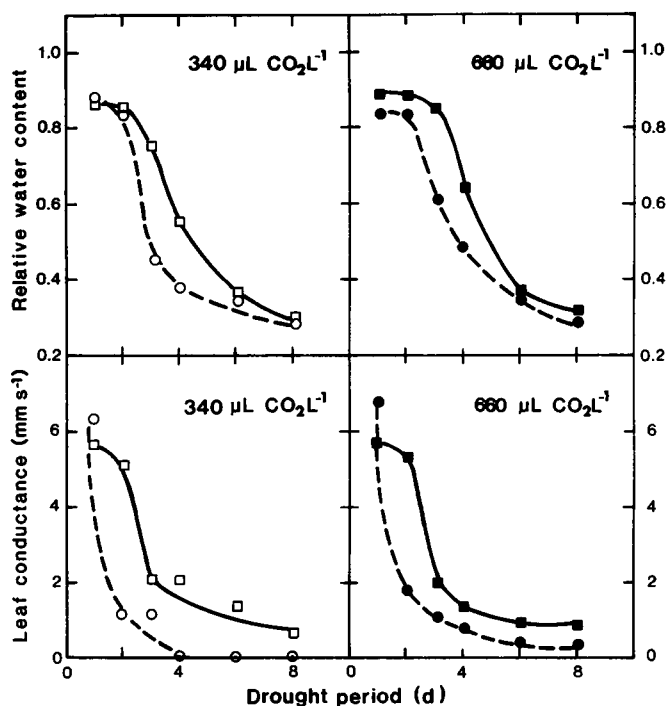 340 µL CO₂L⁻¹
660 µL CO₂L⁻¹
Relative water content
1.0
0.8
0.6
0.4
0.2
1.0
0.8
0.6
0.4
0.2
340 µL CO₂L⁻¹
660 µL CO₂L⁻¹
Leaf conductance (mm s⁻¹)
6
4
2
0
6
4
2
0
0 2 4 6 8 0 4 8
Drought period (d)